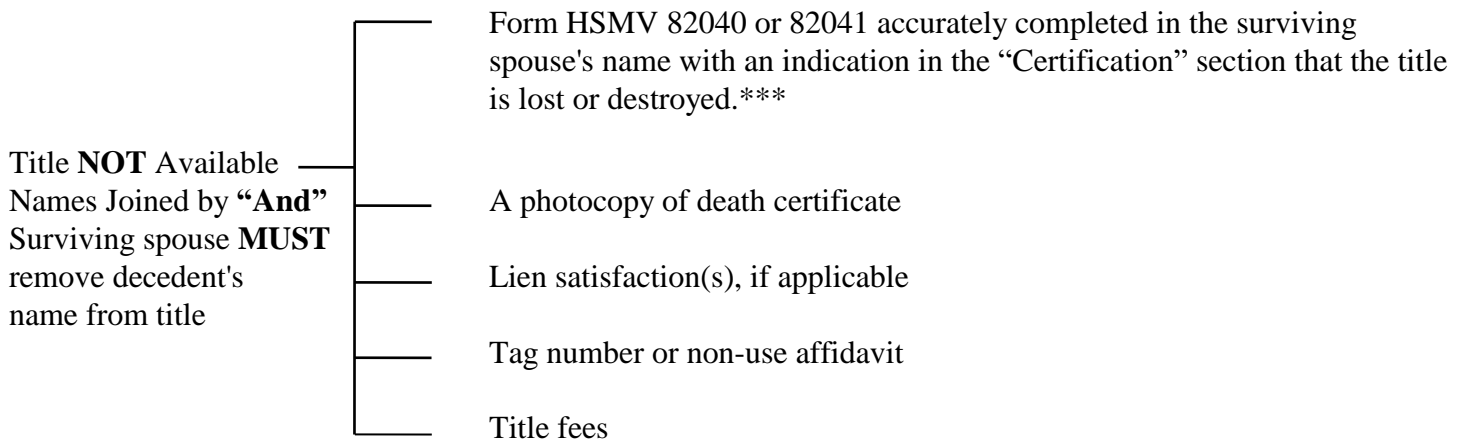 Form HSMV 82040 or 82041 accurately completed in the surviving
spouse's name with an indication in the “Certification” section that the title
is lost or destroyed.***
Title NOT Available
Names Joined by “And”
Surviving spouse MUST
remove decedent's
name from title
A photocopy of death certificate
Lien satisfaction(s), if applicable
Tag number or non-use affidavit
Title fees